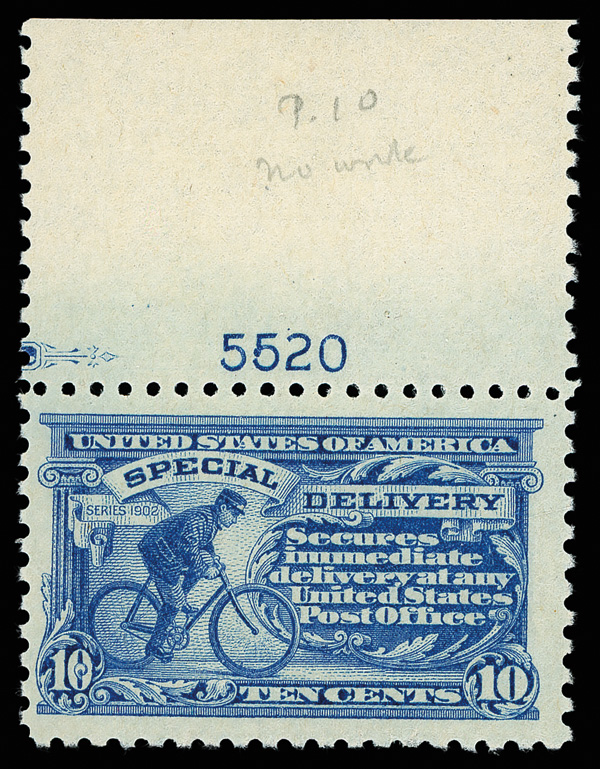 P.10
no wmk
5520
UNITED STATES OF AMERICA
SPECIAL
DELIVERY
SERIES 1902
Secures
immediate
delivery at any
United States
Post Office
10
TEN CENTS
10